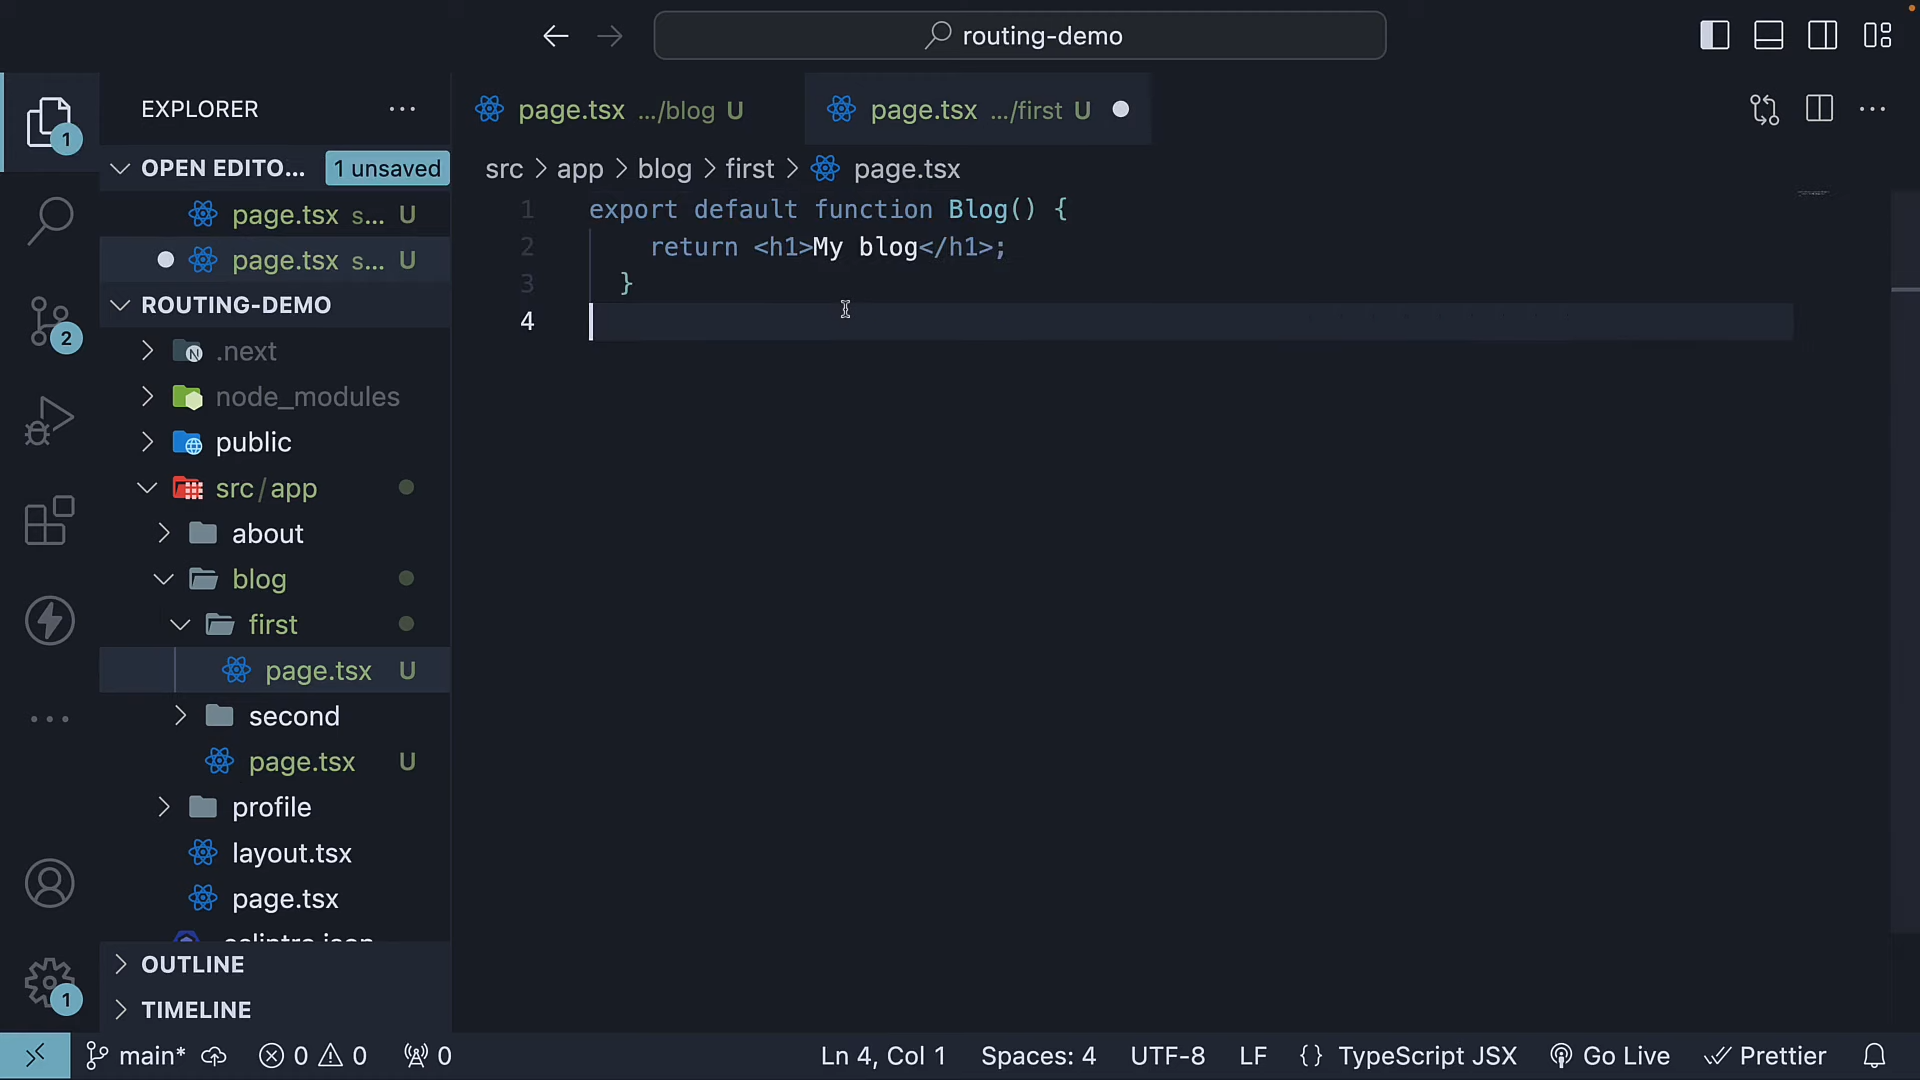 routing-demo
EXPLORER
1
OPEN EDITO... 1 unsaved
page.tsx s... U
page.tsx s... U
ROUTING-DEMO
.next
node_modules
public
src/app
about
blog
first
page.tsx U
second
page.tsx U
profile
layout.tsx
page.tsx
OUTLINE
TIMELINE
2
1
page.tsx .../blog U
page.tsx .../first U
src > app > blog > first > page.tsx
1 export default function Blog() {
2 return <h1>My blog</h1>;
3 }
4
main* 0 0 0
Ln 4, Col 1 Spaces: 4 UTF-8 LF {} TypeScript JSX Go Live Prettier